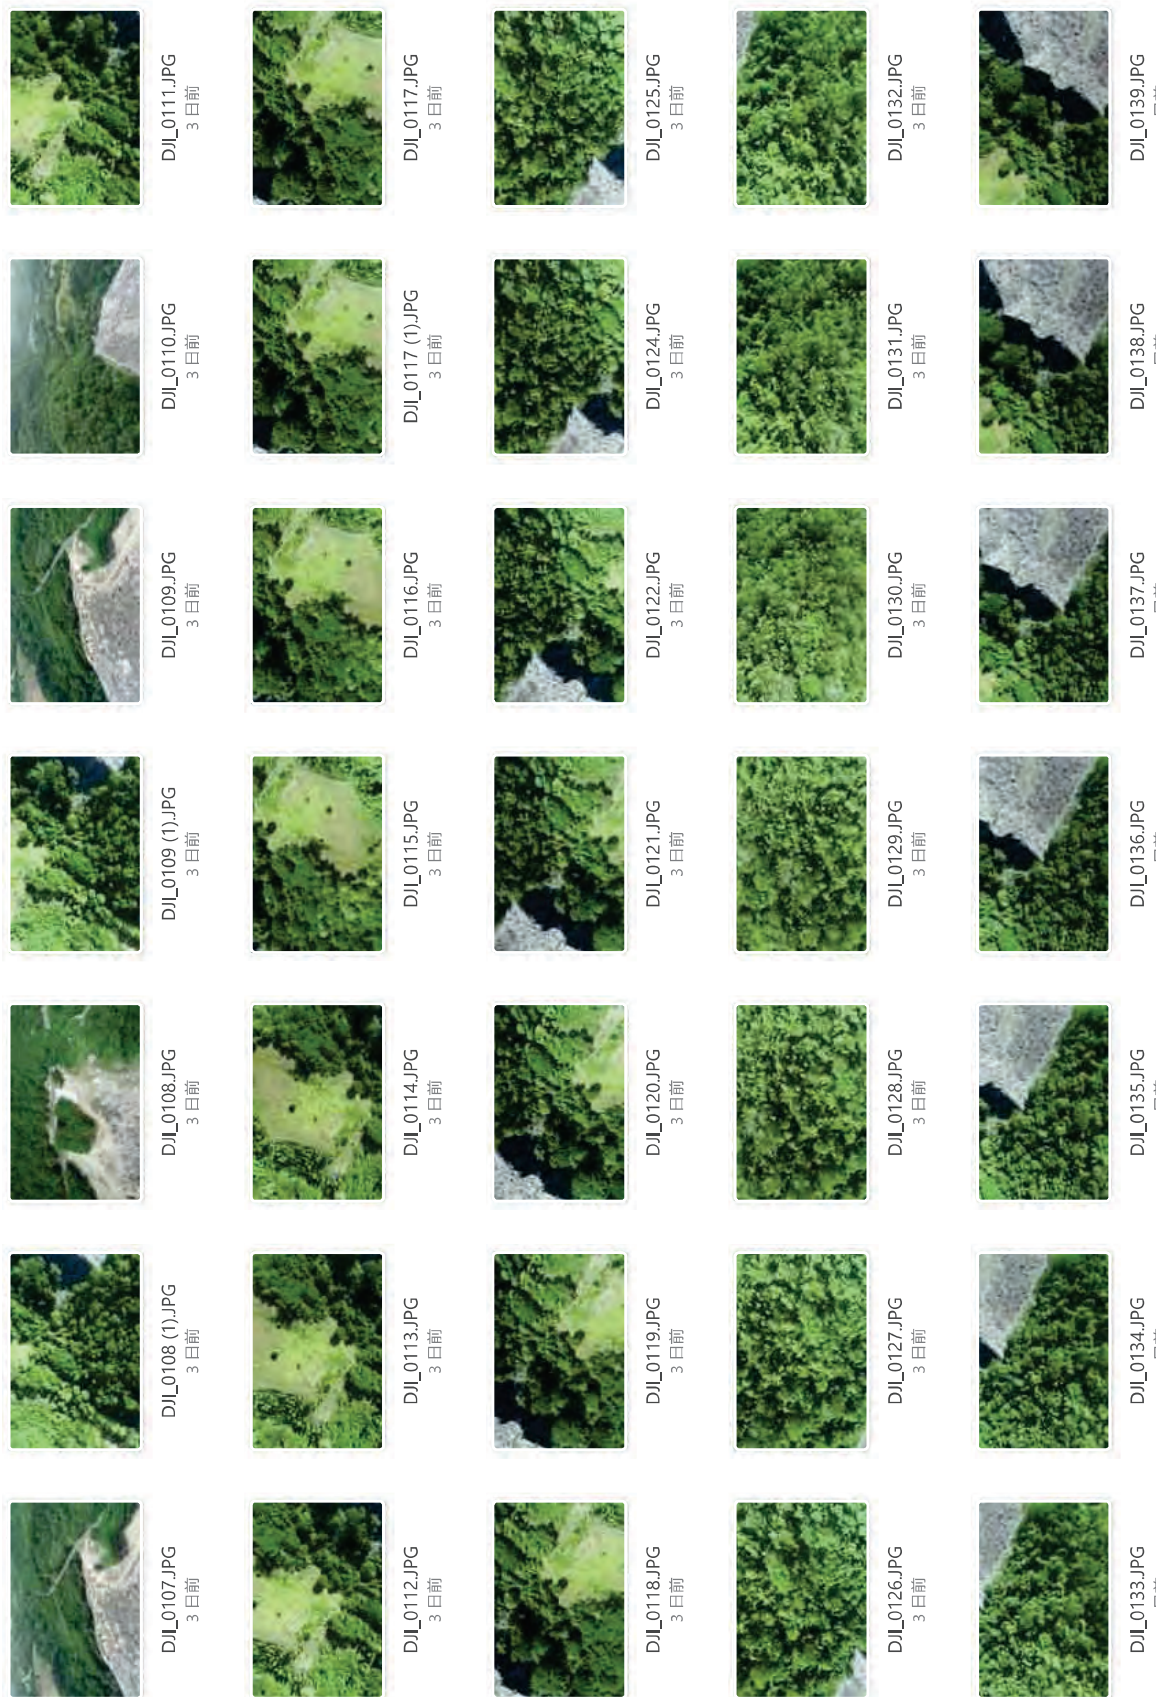 DJI_0107.JPG
3 日前
DJI_0108 (1).JPG
3 日前
DJI_0108.JPG
3 日前
DJI_0109 (1).JPG
3 日前
DJI_0109.JPG
3 日前
DJI_0110.JPG
3 日前
DJI_0111.JPG
3 日前
DJI_0112.JPG
3 日前
DJI_0113.JPG
3 日前
DJI_0114.JPG
3 日前
DJI_0115.JPG
3 日前
DJI_0116.JPG
3 日前
DJI_0117 (1).JPG
3 日前
DJI_0117.JPG
3 日前
DJI_0118.JPG
3 日前
DJI_0119.JPG
3 日前
DJI_0120.JPG
3 日前
DJI_0121.JPG
3 日前
DJI_0122.JPG
3 日前
DJI_0124.JPG
3 日前
DJI_0125.JPG
3 日前
DJI_0126.JPG
3 日前
DJI_0127.JPG
3 日前
DJI_0128.JPG
3 日前
DJI_0129.JPG
3 日前
DJI_0130.JPG
3 日前
DJI_0131.JPG
3 日前
DJI_0132.JPG
3 日前
DJI_0133.JPG
DJI_0134.JPG
DJI_0135.JPG
DJI_0136.JPG
DJI_0137.JPG
DJI_0138.JPG
DJI_0139.JPG